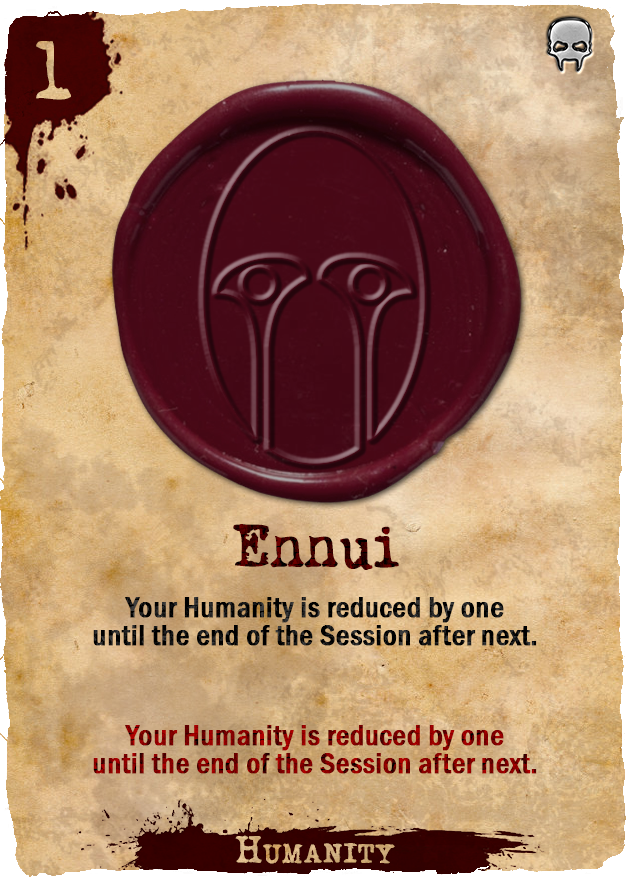 1
Ennui
Your Humanity is reduced by one
until the end of the Session after next.
Your Humanity is reduced by one
until the end of the Session after next.
Humanity